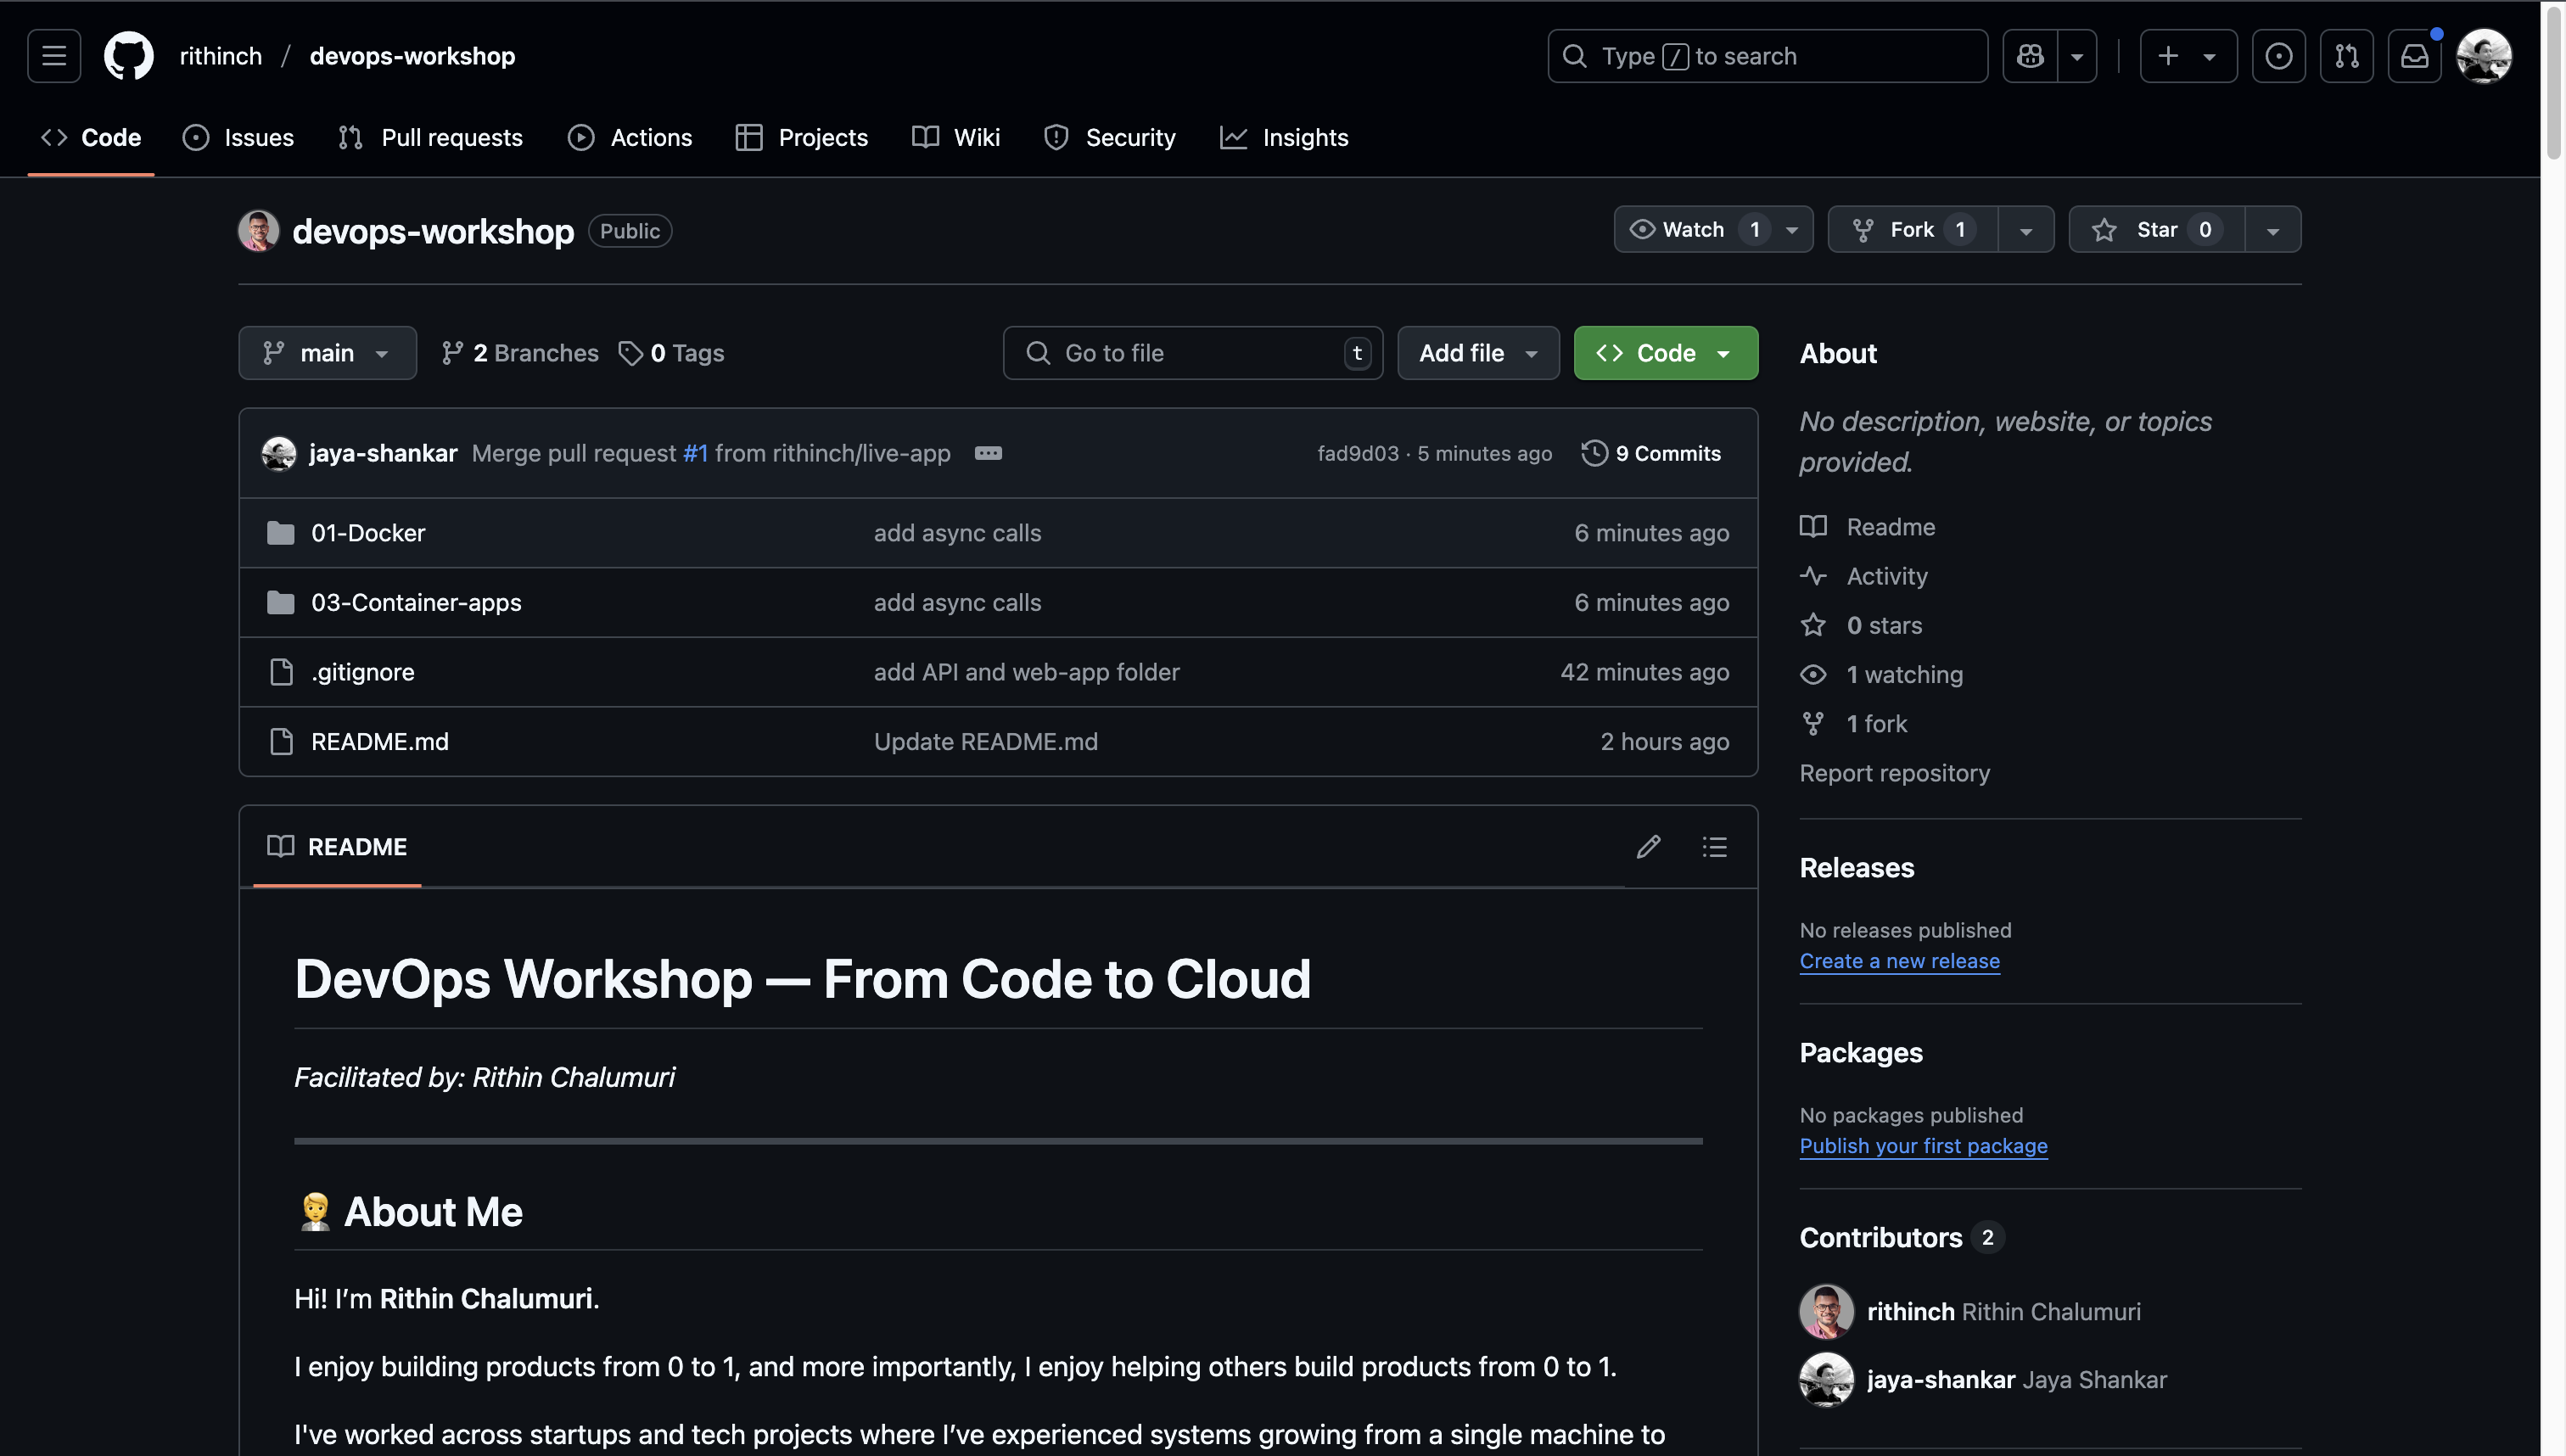 rithinch / devops-workshop
Type / to search
Code Issues Pull requests Actions Projects Wiki Security Insights
devops-workshop Public
Watch 1 Fork 1 Star 0
main 2 Branches 0 Tags
Go to file t Add file Code
jaya-shankar Merge pull request #1 from rithinch/live-app fad9d03 · 5 minutes ago 9 Commits
01-Docker add async calls 6 minutes ago
03-Container-apps add async calls 6 minutes ago
.gitignore add API and web-app folder 42 minutes ago
README.md Update README.md 2 hours ago
README
DevOps Workshop — From Code to Cloud
Facilitated by: Rithin Chalumuri
About Me
Hi! I’m Rithin Chalumuri.
I enjoy building products from 0 to 1, and more importantly, I enjoy helping others build products from 0 to 1.
I've worked across startups and tech projects where I’ve experienced systems growing from a single machine to
About
No description, website, or topics
provided.
Readme
Activity
0 stars
1 watching
1 fork
Report repository
Releases
No releases published
Create a new release
Packages
No packages published
Publish your first package
Contributors 2
rithinch Rithin Chalumuri
jaya-shankar Jaya Shankar